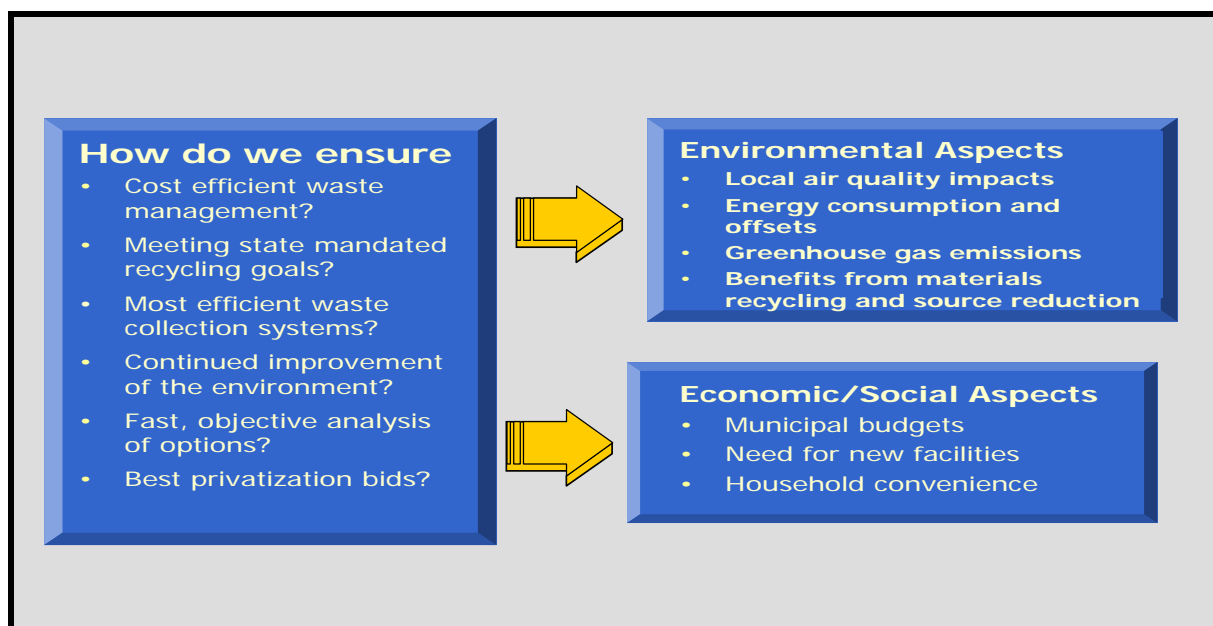 How do we ensure
• Cost efficient waste
management?
• Meeting state mandated
recycling goals?
• Most efficient waste
collection systems?
• Continued improvement
of the environment?
• Fast, objective analysis
of options?
• Best privatization bids?
Environmental Aspects
• Local air quality impacts
• Energy consumption and
offsets
• Greenhouse gas emissions
• Benefits from materials
recycling and source reduction
Economic/Social Aspects
• Municipal budgets
• Need for new facilities
• Household convenience